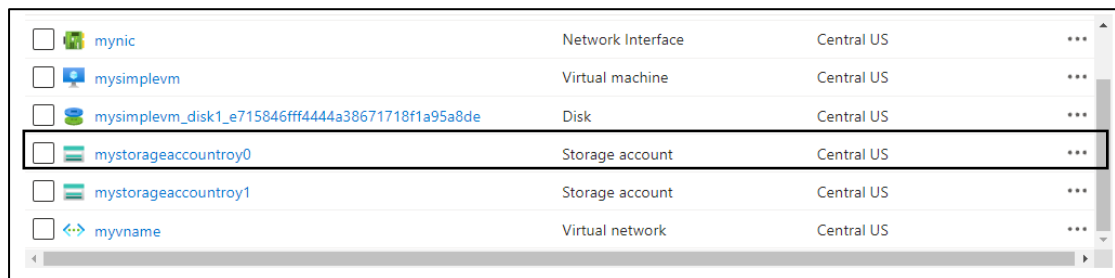 mynic Network Interface Central US ...
mysimplevm Virtual machine Central US ...
mysimplevm_disk1_e715846fff4444a38671718f1a95a8de Disk Central US ...
mystorageaccountroy0 Storage account Central US ...
mystorageaccountroy1 Storage account Central US ...
myvname Virtual network Central US ...